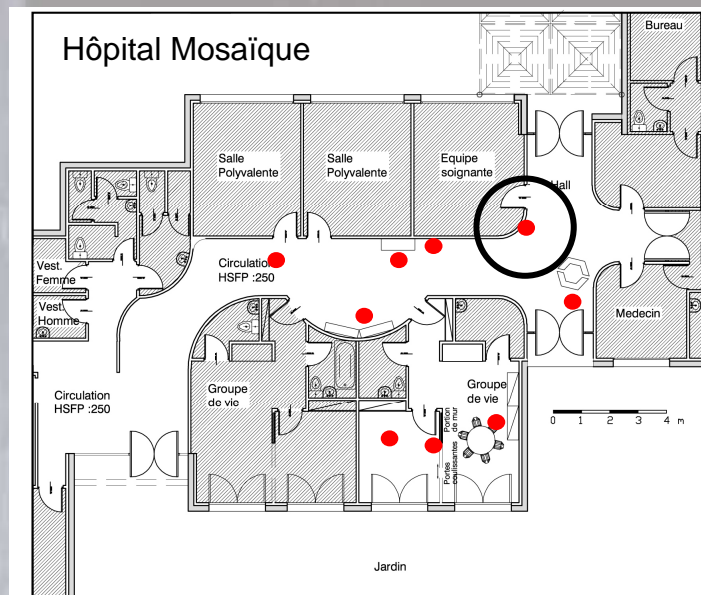 Hôpital Mosaïque
Bureau
Salle
Polyvalente
Salle
Polyvalente
Equipe
soignante
Hall
Vest.
Femme
Vest.
Homme
Circulation
HSFP :250
Medecin
Circulation
HSFP :250
Groupe
de vie
Groupe
de vie
Portion
de mur
Portes
coulissantes
0 1 2 3 4 m
Jardin